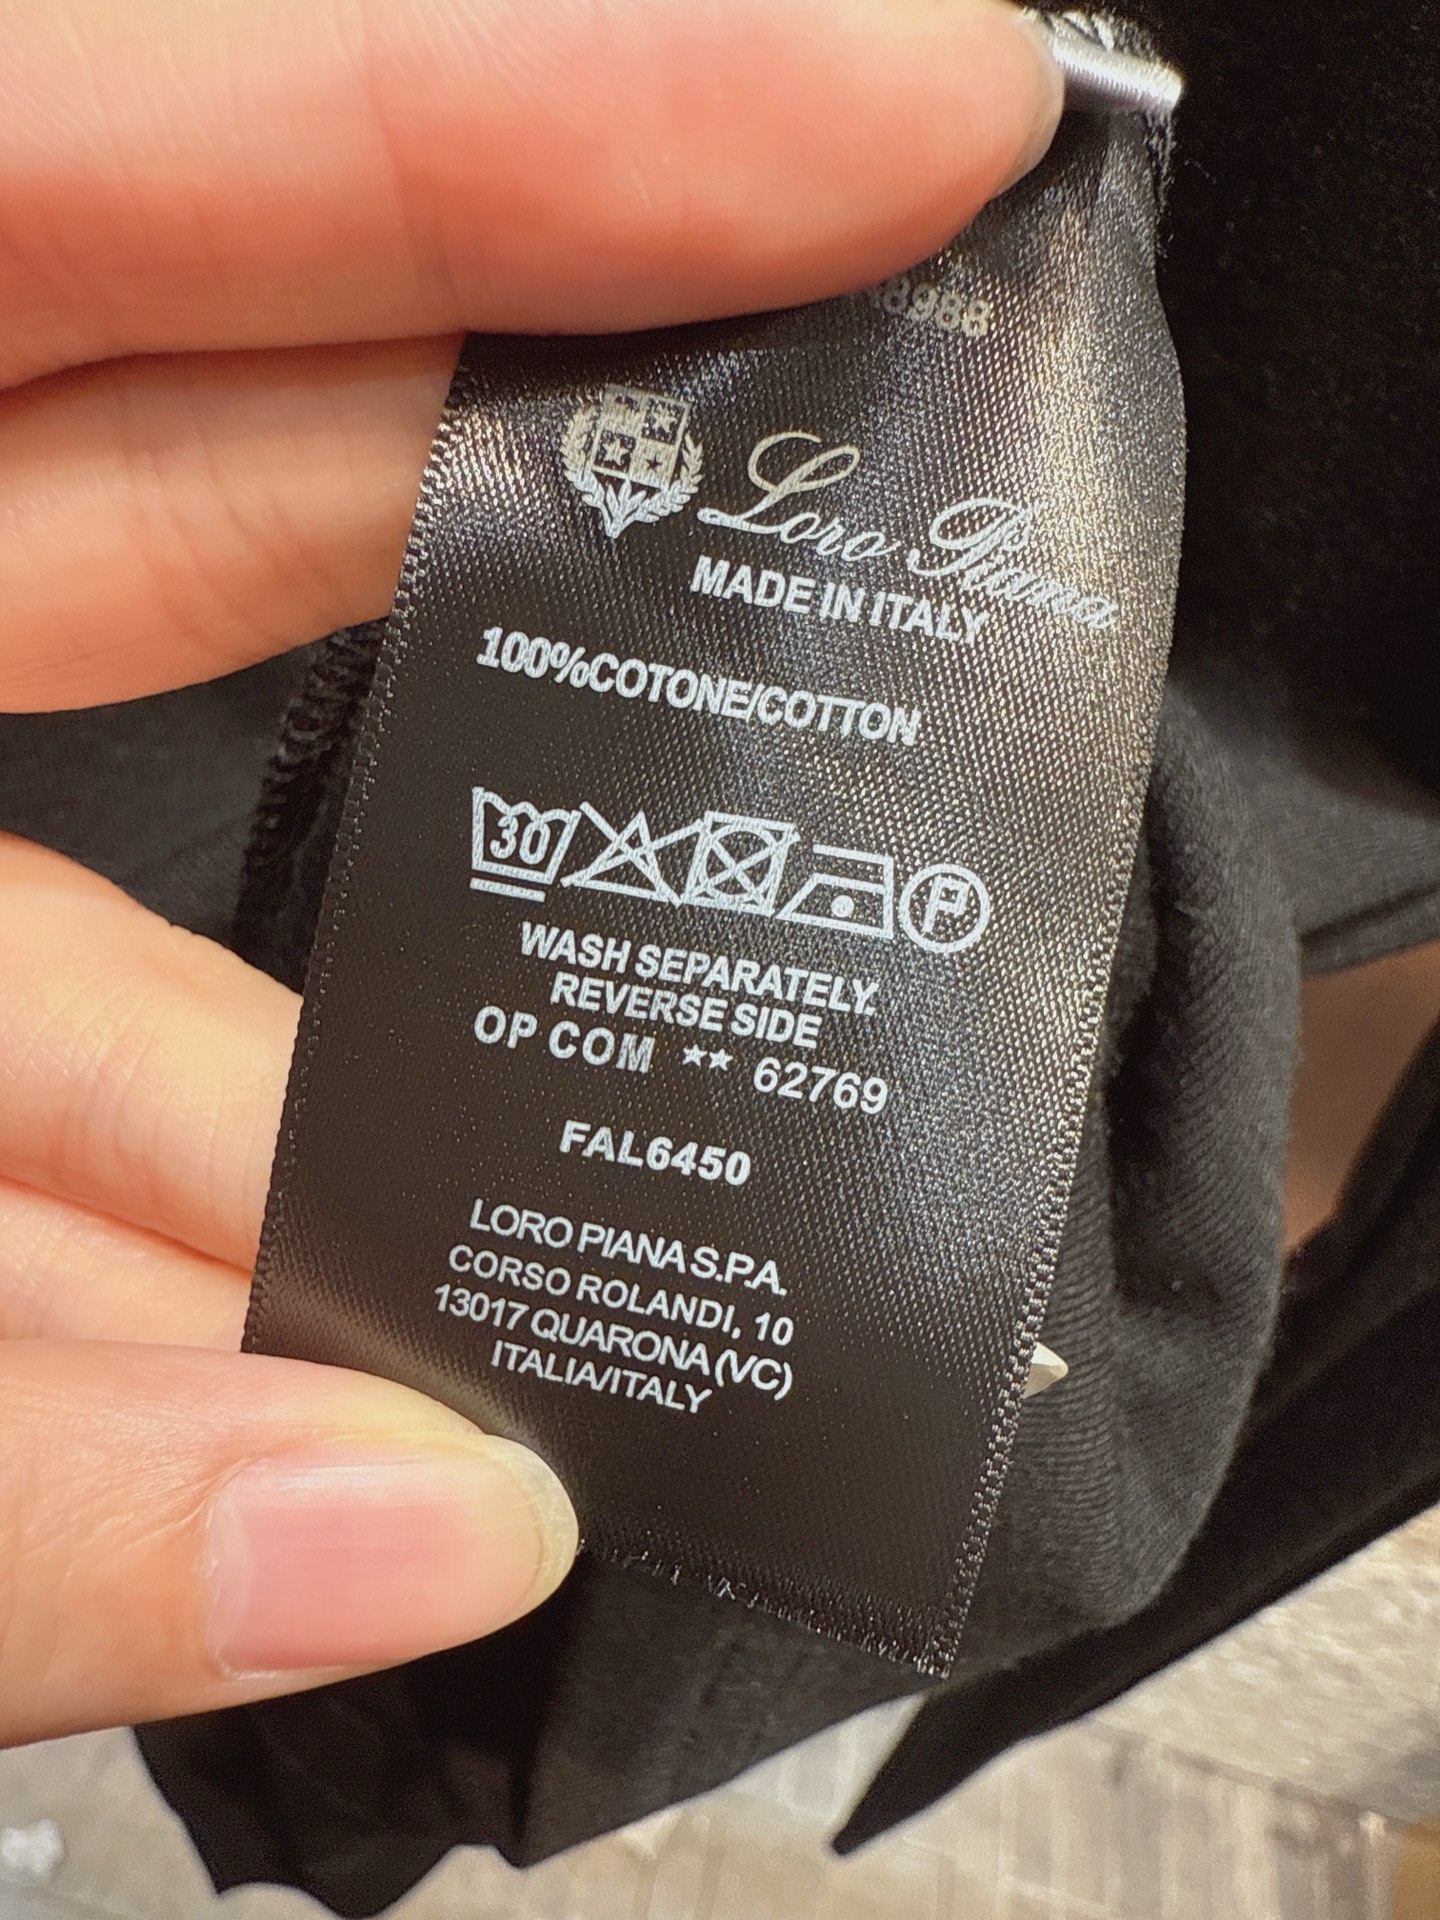 8988
Loro Piana
MADE IN ITALY
100%COTONE/COTTON
30
P
WASH SEPARATELY.
REVERSE SIDE
OP COM ** 62769
FAL6450
LORO PIANA S.P.A.
CORSO ROLANDI, 10
13017 QUARONA (VC)
ITALIA/ITALY